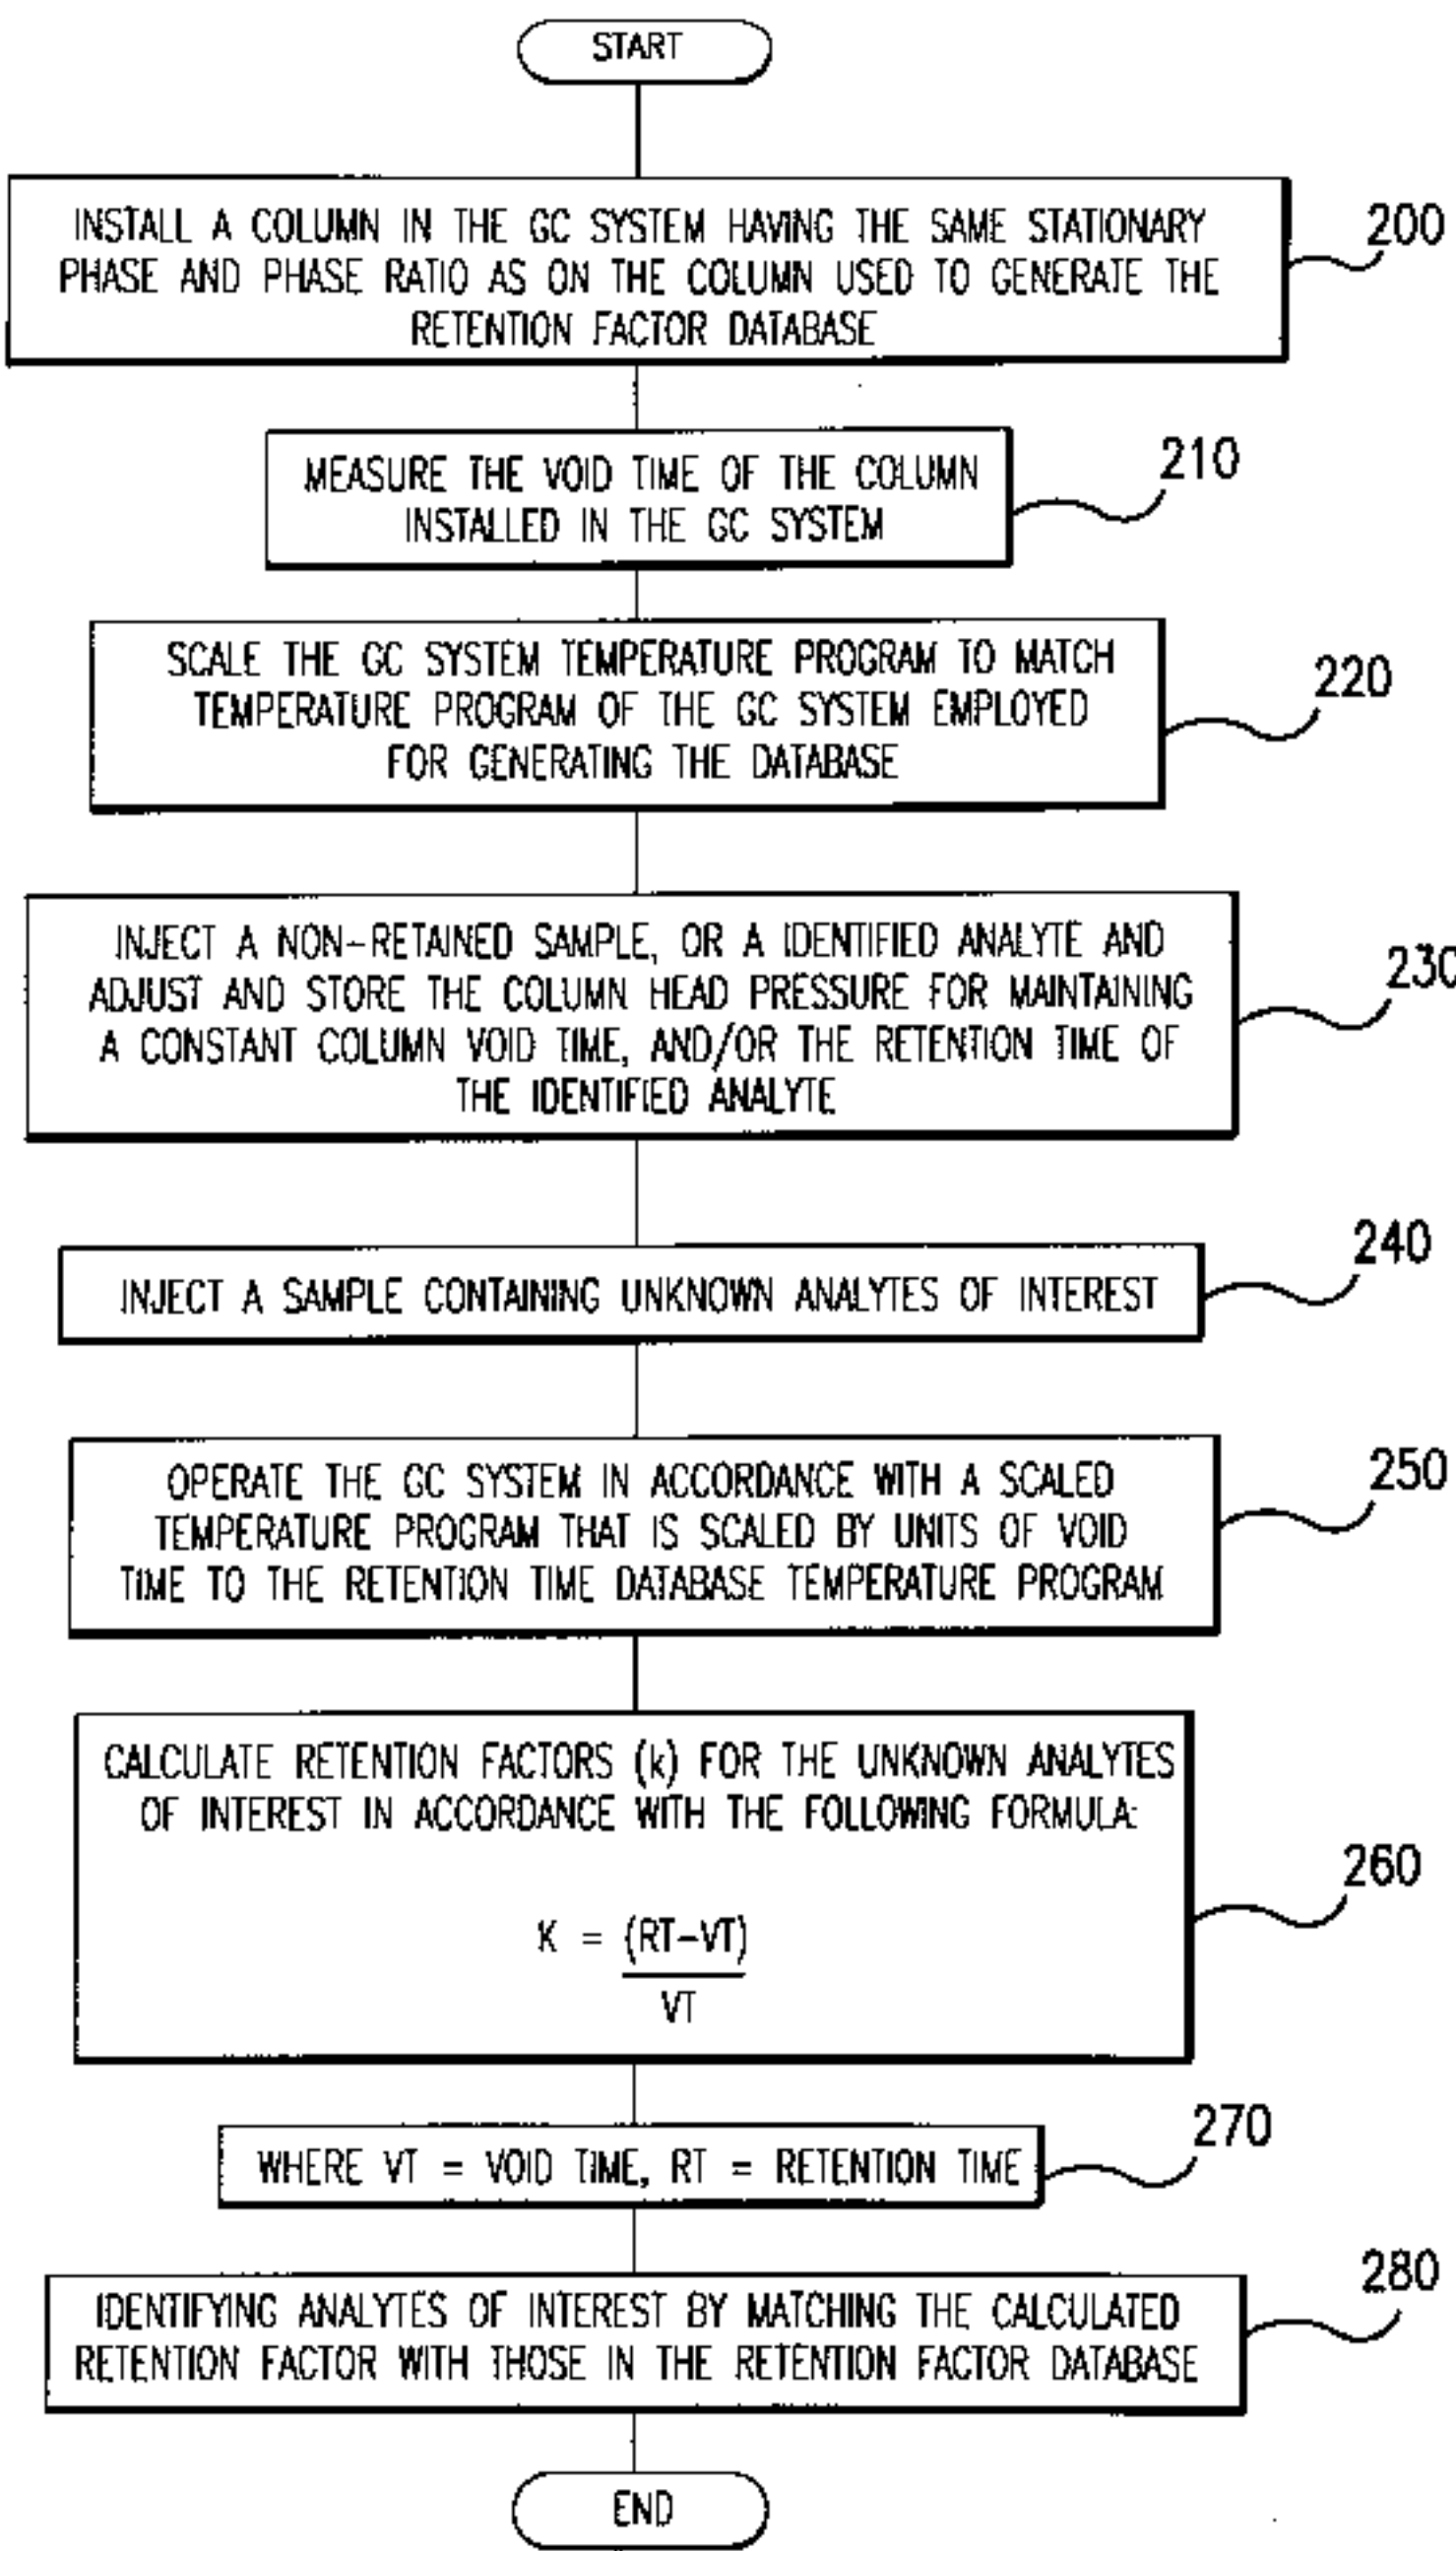 START
INSTALL A COLUMN IN THE GC SYSTEM HAVING THE SAME STATIONARY
PHASE AND PHASE RATIO AS ON THE COLUMN USED TO GENERATE THE
RETENTION FACTOR DATABASE
200
MEASURE THE VOID TIME OF THE COLUMN
INSTALLED IN THE GC SYSTEM
210
SCALE THE GC SYSTEM TEMPERATURE PROGRAM TO MATCH
TEMPERATURE PROGRAM OF THE GC SYSTEM EMPLOYED
FOR GENERATING THE DATABASE
220
INJECT A NON-RETAINED SAMPLE, OR A IDENTIFIED ANALYTE AND
ADJUST AND STORE THE COLUMN HEAD PRESSURE FOR MAINTAINING
A CONSTANT COLUMN VOID TIME, AND/OR THE RETENTION TIME OF
THE IDENTIFIED ANALYTE
230
INJECT A SAMPLE CONTAINING UNKNOWN ANALYTES OF INTEREST
240
OPERATE THE GC SYSTEM IN ACCORDANCE WITH A SCALED
TEMPERATURE PROGRAM THAT IS SCALED BY UNITS OF VOID
TIME TO THE RETENTION TIME DATABASE TEMPERATURE PROGRAM
250
CALCULATE RETENTION FACTORS (k) FOR THE UNKNOWN ANALYTES
OF INTEREST IN ACCORDANCE WITH THE FOLLOWING FORMULA:
K = (RT-VT)
VT
260
WHERE VT = VOID TIME, RT = RETENTION TIME
270
IDENTIFYING ANALYTES OF INTEREST BY MATCHING THE CALCULATED
RETENTION FACTOR WITH THOSE IN THE RETENTION FACTOR DATABASE
280
END